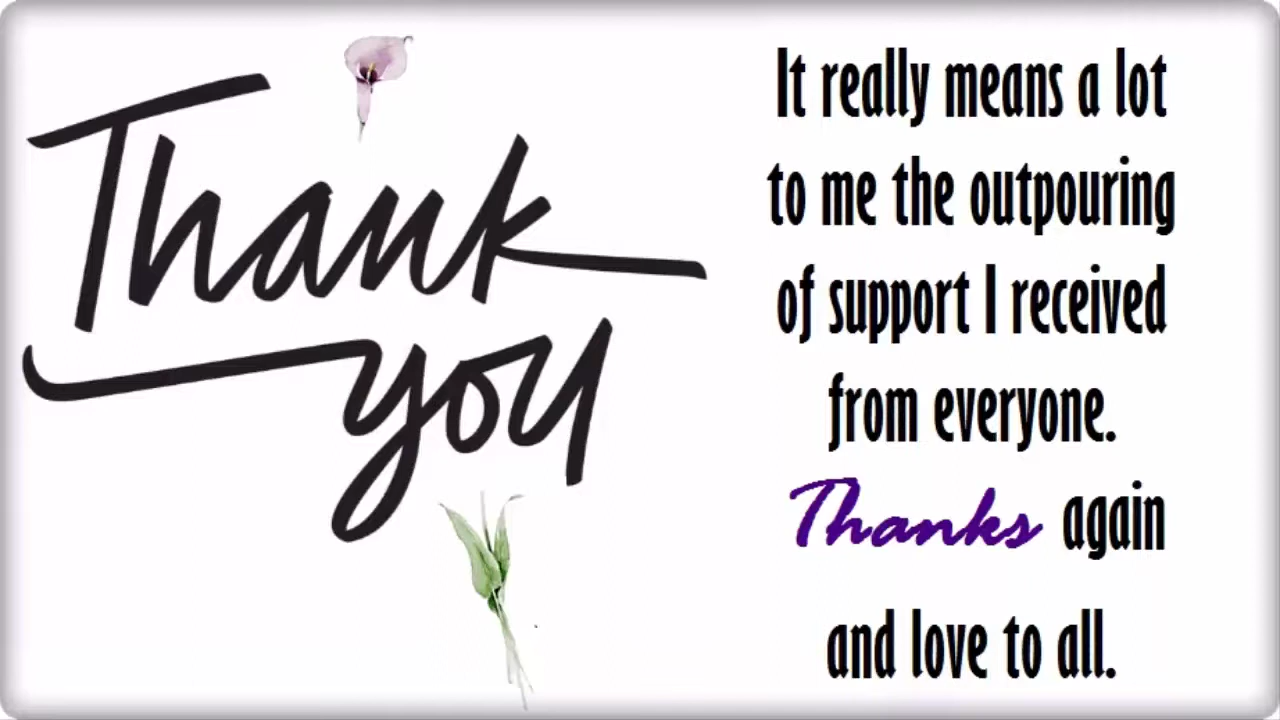 Thank
you
It really means a lot
to me the outpouring
of support I received
from everyone.
Thanks again
and love to all.